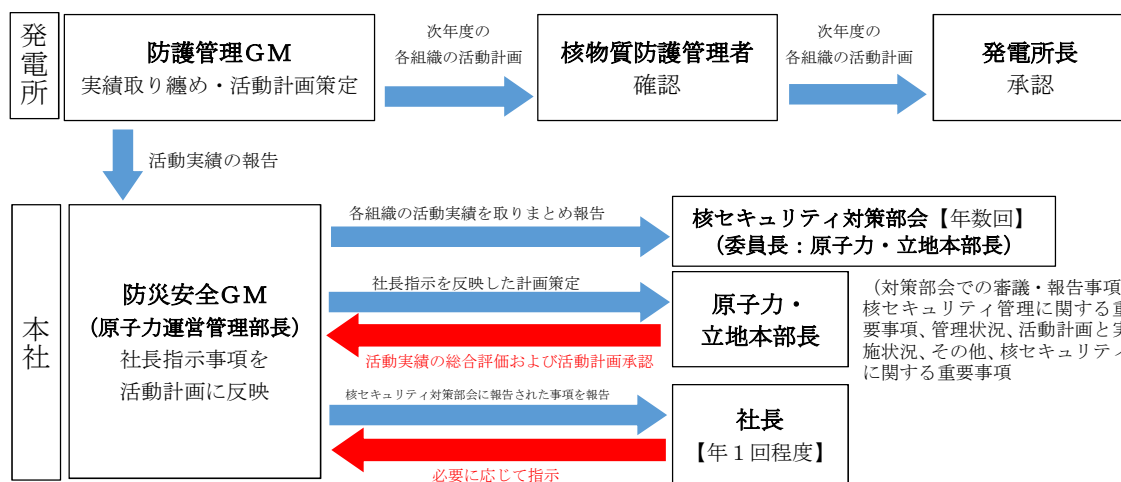 発電所
防護管理GM
実績取り纏め・活動計画策定
次年度の
各組織の活動計画
核物質防護管理者
確認
次年度の
各組織の活動計画
発電所長
承認
活動実績の報告
本社
防災安全GM
（原子力運営管理部長）
社長指示事項を
活動計画に反映
各組織の活動実績を取りまとめ報告
核セキュリティ対策部会【年数回】
（委員長：原子力・立地本部長）
社長指示を反映した計画策定
活動実績の総合評価および活動計画承認
原子力・
立地本部長
（対策部会での審議・報告事項
核セキュリティ管理に関する重
要事項、管理状況、活動計画と実
施状況、その他、核セキュリティ
に関する重要事項
核セキュリティ対策部会に報告された事項を報告
必要に応じて指示
社長
【年１回程度】